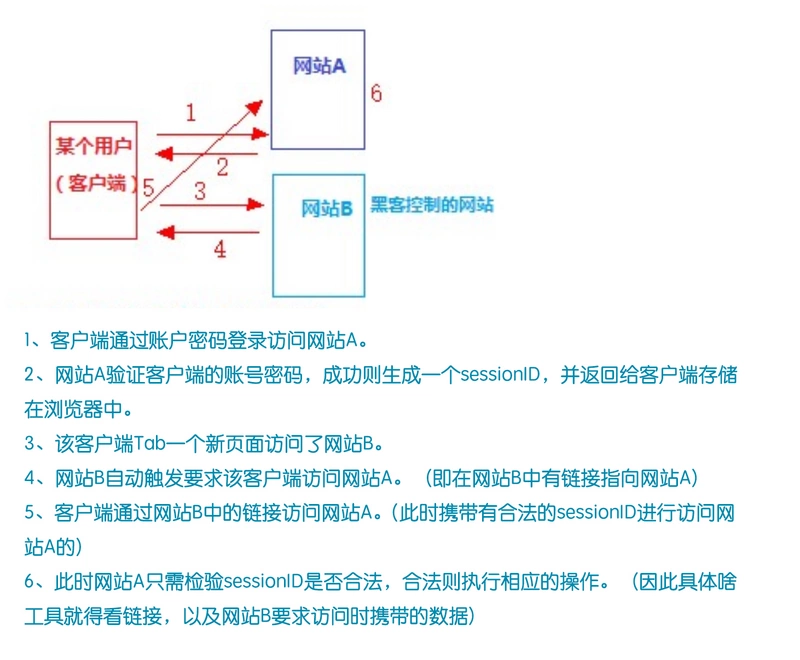 网站A
6
1
某个用户
2
(客户端)
5
3
网站B
黑客控制的网站
4
1、客户端通过账户密码登录访问网站A。
2、网站A验证客户端的账号密码，成功则生成一个sessionID，并返回给客户端存储
在浏览器中。
3、该客户端Tab一个新页面访问了网站B。
4、网站B自动触发要求该客户端访问网站A。（即在网站B中有链接指向网站A）
5、客户端通过网站B中的链接访问网站A。(此时携带有合法的sessionID进行访问网
站A的)
6、此时网站A只需检验sessionID是否合法，合法则执行相应的操作。（因此具体啥
工具就得看链接，以及网站B要求访问时携带的数据）